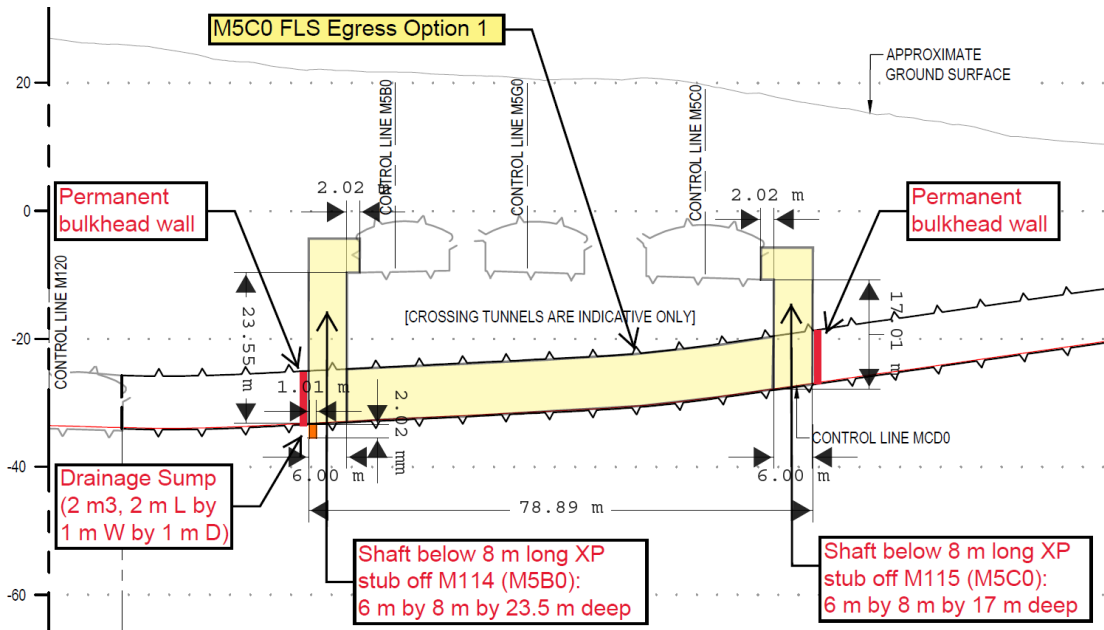 M5C0 FLS Egress Option 1
APPROXIMATE
GROUND SURFACE
20
0
-20
-40
-60
CONTROL LINE M5B0
CONTROL LINE M5G0
CONTROL LINE M5C0
CONTROL LINE M120
Permanent
bulkhead wall
2.02 m
2.02 m
Permanent
bulkhead wall
23.55 m
[CROSSING TUNNELS ARE INDICATIVE ONLY]
17.01 m
1.01 m
2.02 mm
CONTROL LINE MCD0
6.00 m
6.00 m
78.89 m
Drainage Sump
(2 m3, 2 m L by
1 m W by 1 m D)
Shaft below 8 m long XP
stub off M114 (M5B0):
6 m by 8 m by 23.5 m deep
Shaft below 8 m long XP
stub off M115 (M5C0):
6 m by 8 m by 17 m deep